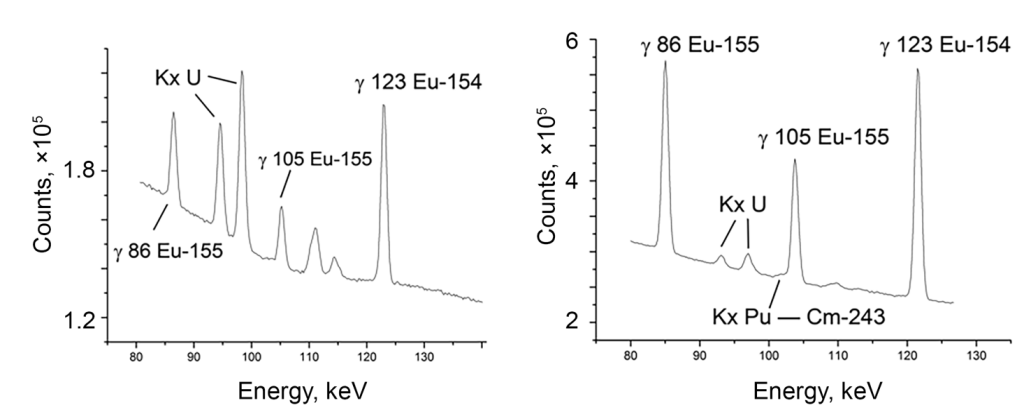 Kx U
γ 123 Eu-154
γ 105 Eu-155
γ 86 Eu-155
Counts, ×10⁵
1.8
1.2
80 90 100 110 120 130
Energy, keV
γ 86 Eu-155
γ 123 Eu-154
γ 105 Eu-155
Kx U
Kx Pu — Cm-243
Counts, ×10⁵
6
4
2
80 90 100 110 120 130
Energy, keV